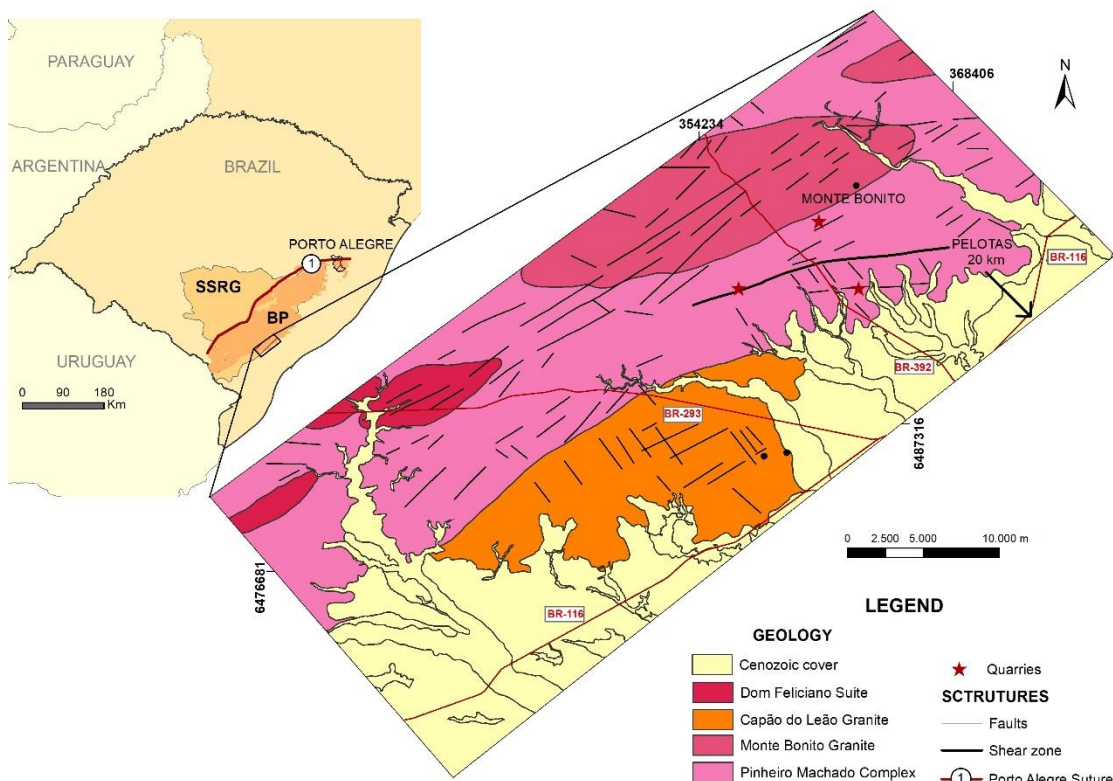 PARAGUAY
ARGENTINA
BRAZIL
PORTO ALEGRE
1
SSRG
BP
URUGUAY
0 90 180
Km
N
368406
354234
MONTE BONITO
PELOTAS
20 km
BR-116
BR-392
BR-293
6487316
6476681
BR-116
0 2.500 5.000 10.000 m
LEGEND
GEOLOGY
Cenozoic cover
Dom Feliciano Suite
Capão do Leão Granite
Monte Bonito Granite
Pinheiro Machado Complex
Quarries
SCTRUTURES
Faults
Shear zone
1 Porto Alegre Suture